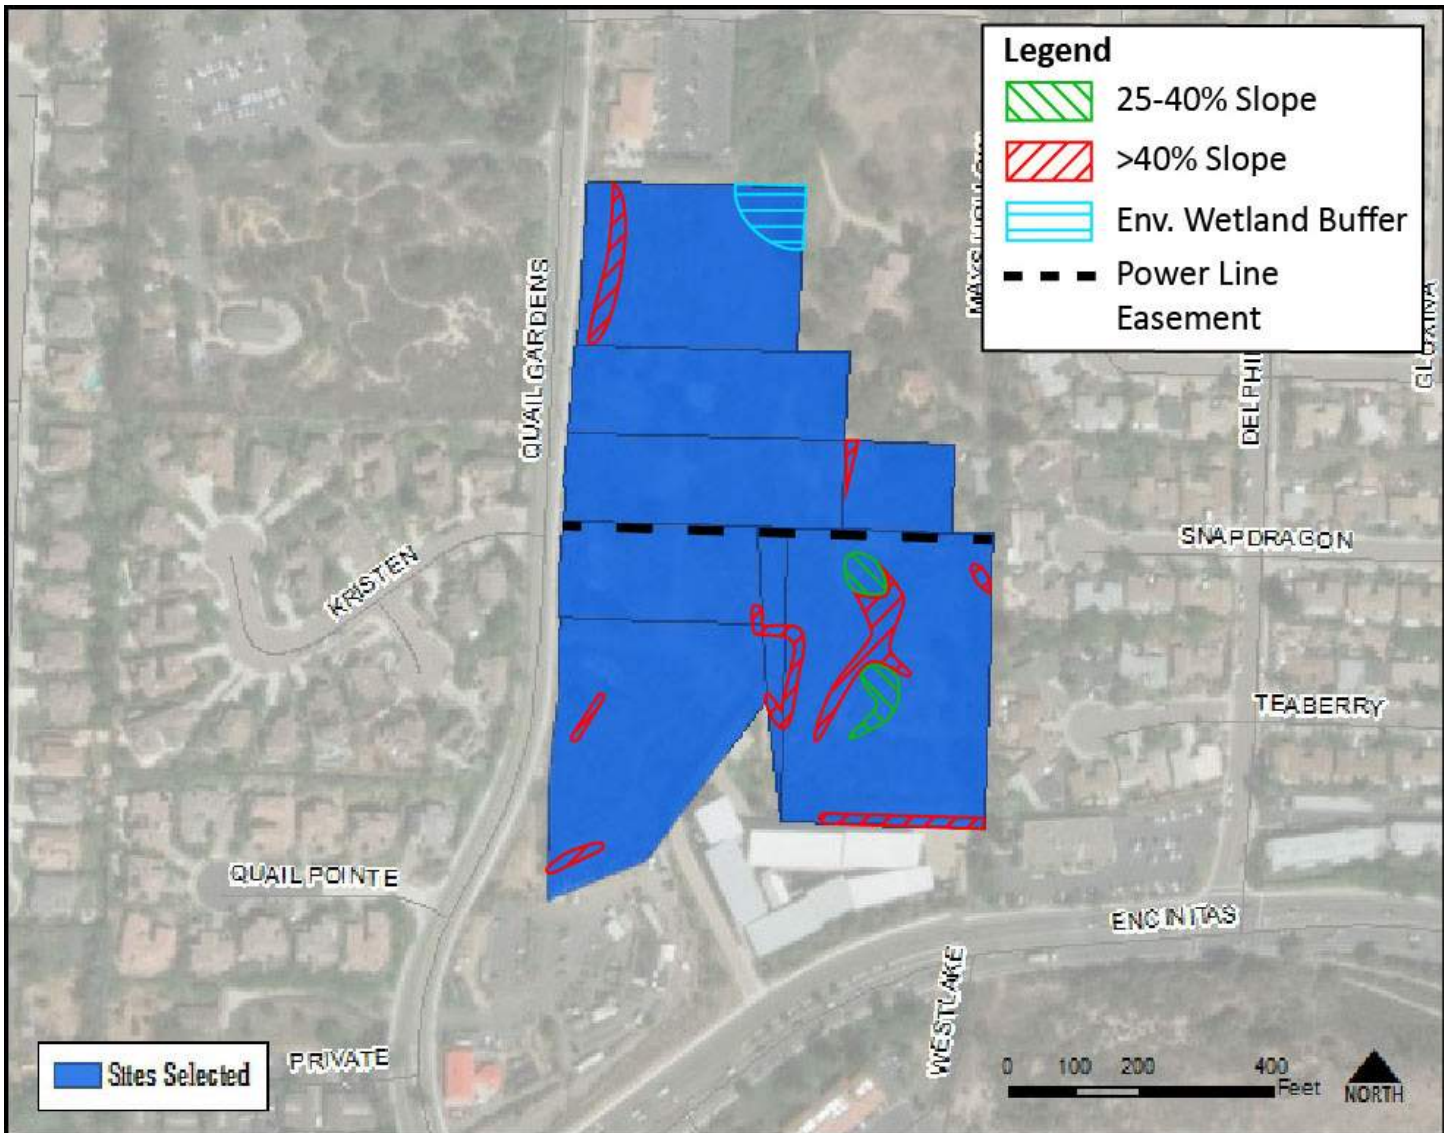 Legend
25-40% Slope
>40% Slope
Env. Wetland Buffer
Power Line
Easement
QUAIL GARDENS
DELPHI
KRISTEN
SNAPDRAGON
TEABERRY
QUAIL POINTE
ENCINITAS
WESTLAKE
PRIVATE
Sites Selected
0 100 200 400
Feet
NORTH